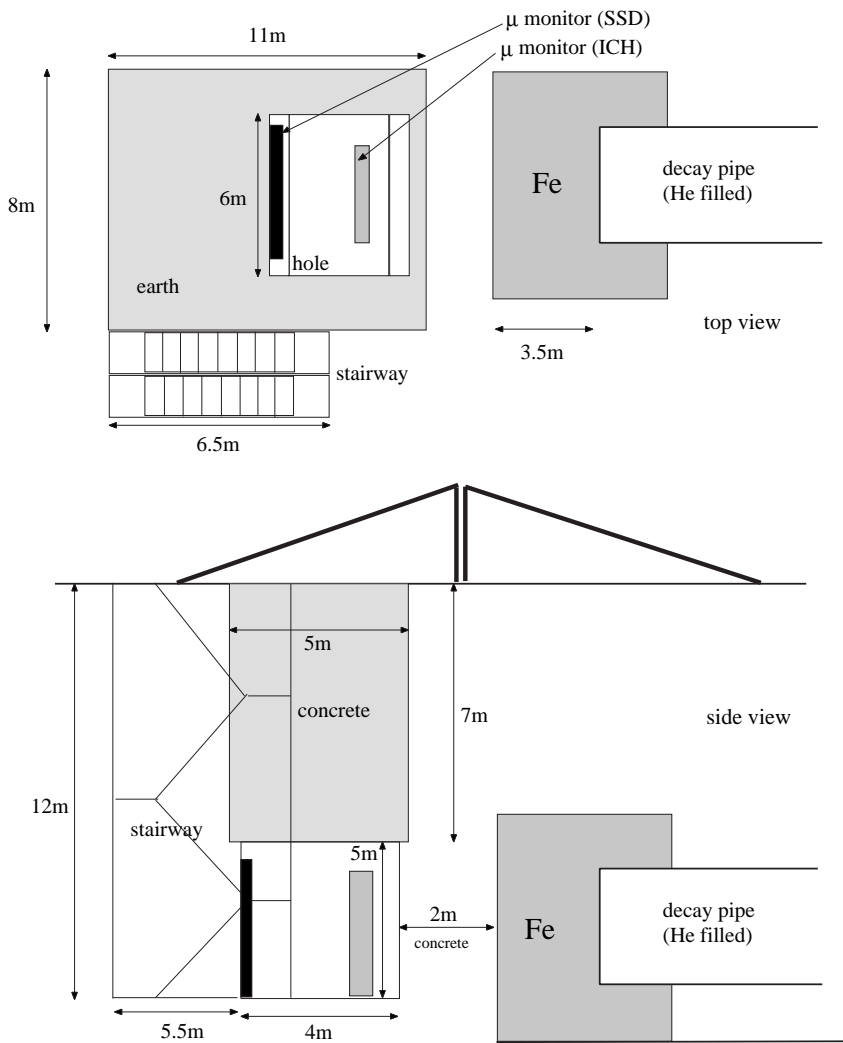 μ monitor (SSD)
11m
μ monitor (ICH)
Fe
decay pipe
(He filled)
8m
6m
hole
earth
top view
3.5m
stairway
6.5m
5m
concrete
7m
side view
12m
stairway
5m
2m
concrete
Fe
decay pipe
(He filled)
5.5m
4m